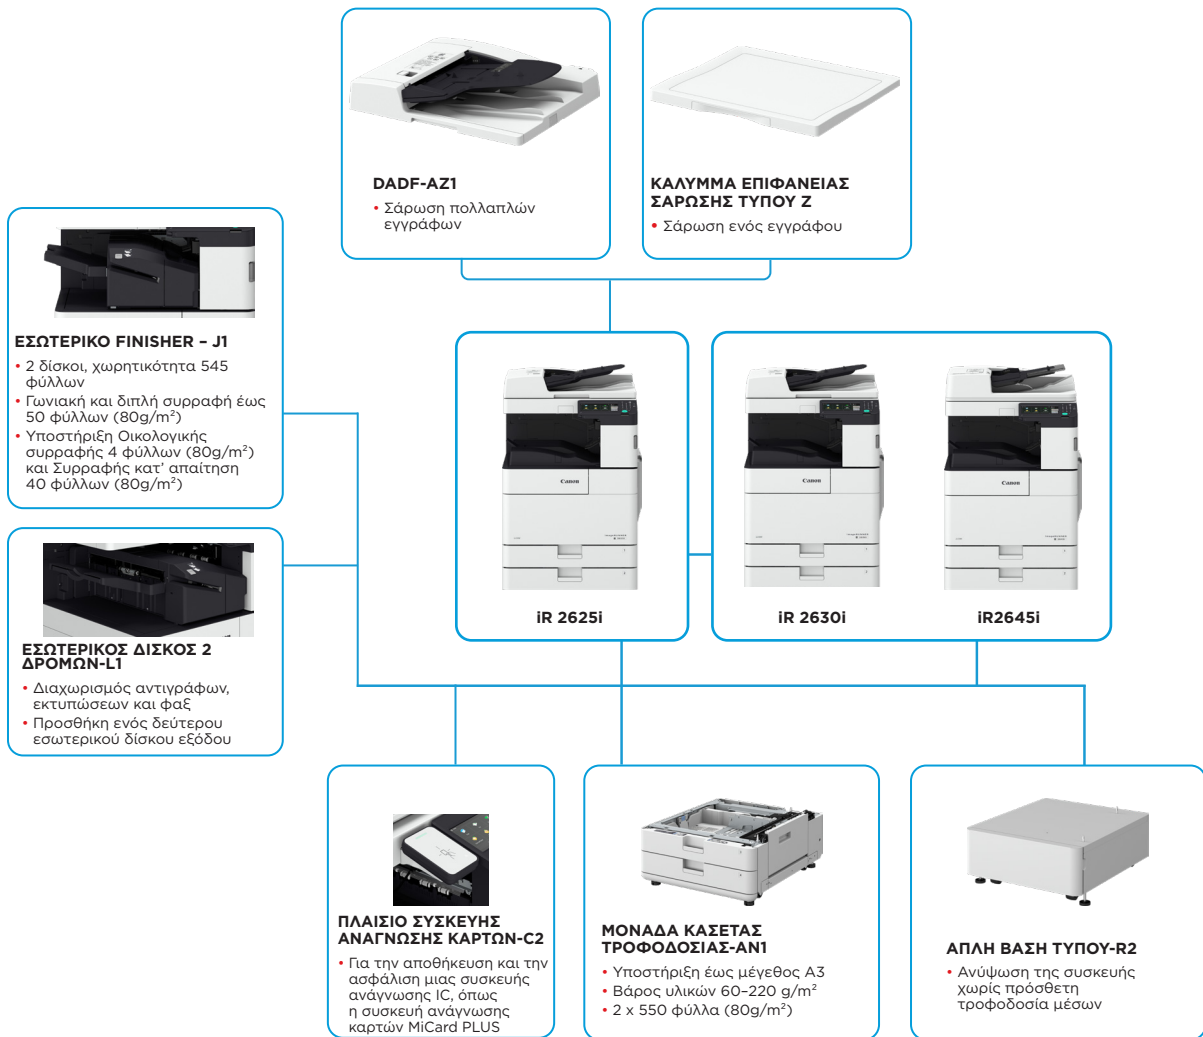 DADF-AZ1
• Σάρωση πολλαπλών
εγγράφων
ΚΑΛΥΜΜΑ ΕΠΙΦΑΝΕΙΑΣ
ΣΑΡΩΣΗΣ ΤΥΠΟΥ Z
• Σάρωση ενός εγγράφου
ΕΣΩΤΕΡΙΚΟ FINISHER – J1
• 2 δίσκοι, χωρητικότητα 545
φύλλων
• Γωνιακή και διπλή συρραφή έως
50 φύλλων (80g/m²)
• Υποστήριξη Οικολογικής
συρραφής 4 φύλλων (80g/m²)
και Συρραφής κατ’ απαίτηση
40 φύλλων (80g/m²)
Canon
Canon
Canon
iR 2625i
iR 2630i
iR2645i
ΕΣΩΤΕΡΙΚΟΣ ΔΙΣΚΟΣ 2
ΔΡΟΜΩΝ-L1
• Διαχωρισμός αντιγράφων,
εκτυπώσεων και φαξ
• Προσθήκη ενός δεύτερου
εσωτερικού δίσκου εξόδου
ΠΛΑΙΣΙΟ ΣΥΣΚΕΥΗΣ
ΑΝΑΓΝΩΣΗΣ ΚΑΡΤΩΝ-C2
• Για την αποθήκευση και την
ασφάλιση μιας συσκευής
ανάγνωσης IC, όπως
η συσκευή ανάγνωσης
καρτών MiCard PLUS
ΜΟΝΑΔΑ ΚΑΣΕΤΑΣ
ΤΡΟΦΟΔΟΣΙΑΣ-AN1
• Υποστήριξη έως μέγεθος A3
• Βάρος υλικών 60–220 g/m²
• 2 x 550 φύλλα (80g/m²)
ΑΠΛΗ ΒΑΣΗ ΤΥΠΟΥ-R2
• Ανύψωση της συσκευής
χωρίς πρόσθετη
τροφοδοσία μέσων